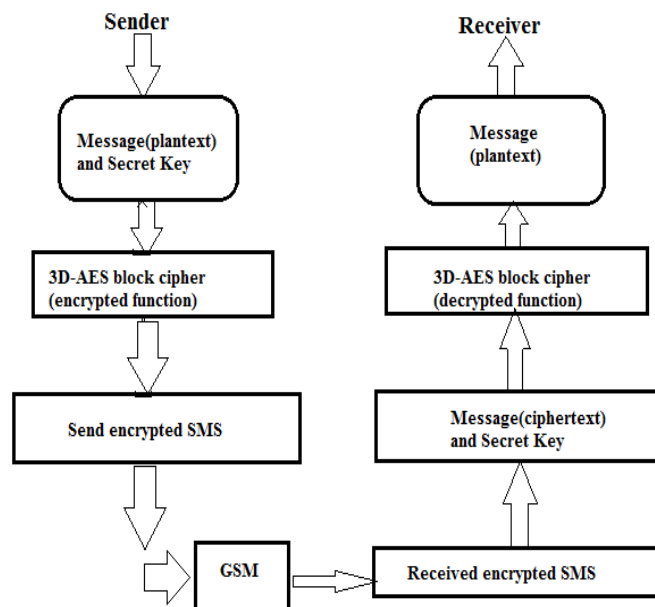 Sender
Message(plantext)
and Secret Key
3D-AES block cipher
(encrypted function)
Send encrypted SMS
GSM
Receiver
Message
(plantext)
3D-AES block cipher
(decrypted function)
Message(ciphertext)
and Secret Key
Received encrypted SMS